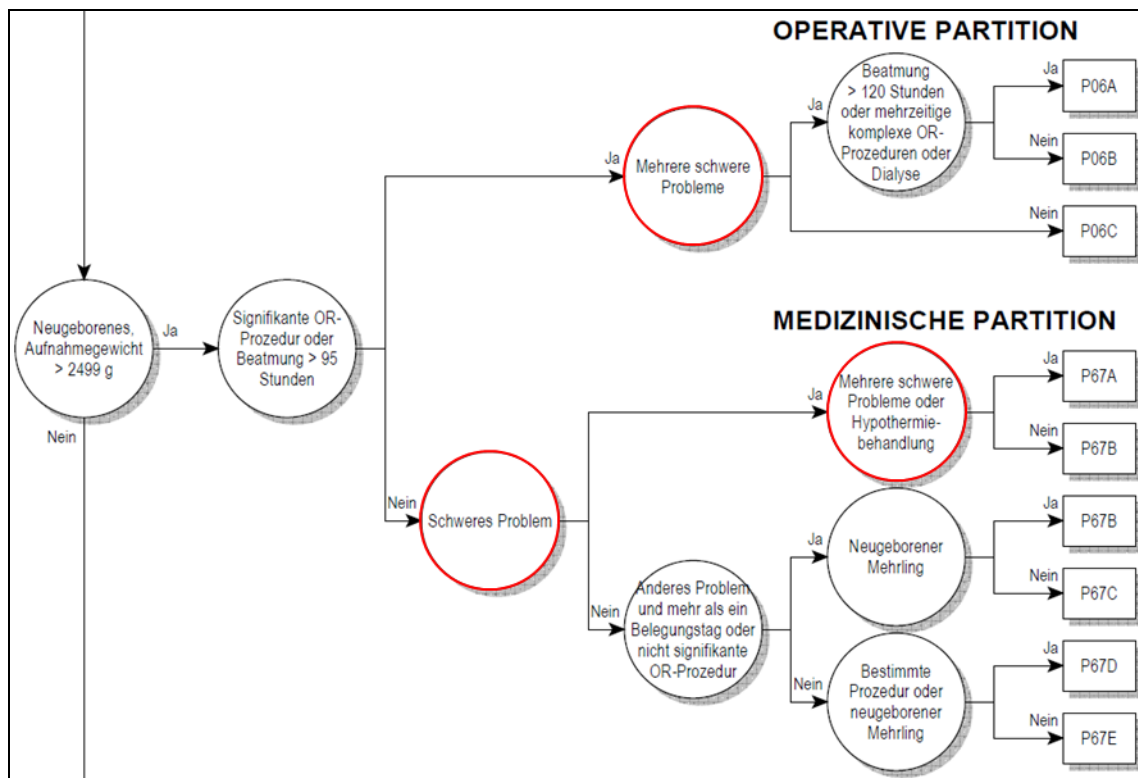 OPERATIVE PARTITION
Beatmung
> 120 Stunden
oder mehrzeitige
komplexe OR-
Prozeduren oder
Dialyse
Ja
P06A
Nein
P06B
Ja
Mehrere schwere
Probleme
Ja
Nein
P06C
Neugeborenes,
Aufnahmegewicht
> 2499 g
Ja
Nein
Signifikante OR-
Prozedur oder
Beatmung > 95
Stunden
MEDIZINISCHE PARTITION
Ja
Mehrere schwere
Probleme oder
Hypothermie-
behandlung
Ja
P67A
Nein
P67B
Nein
Schweres Problem
Ja
Neugeborener
Mehrling
Ja
P67B
Nein
P67C
Nein
Anderes Problem
und mehr als ein
Belegungstag oder
nicht signifikante
OR-Prozedur
Nein
Bestimmte
Prozedur oder
neugeborener
Mehrling
Ja
P67D
Nein
P67E